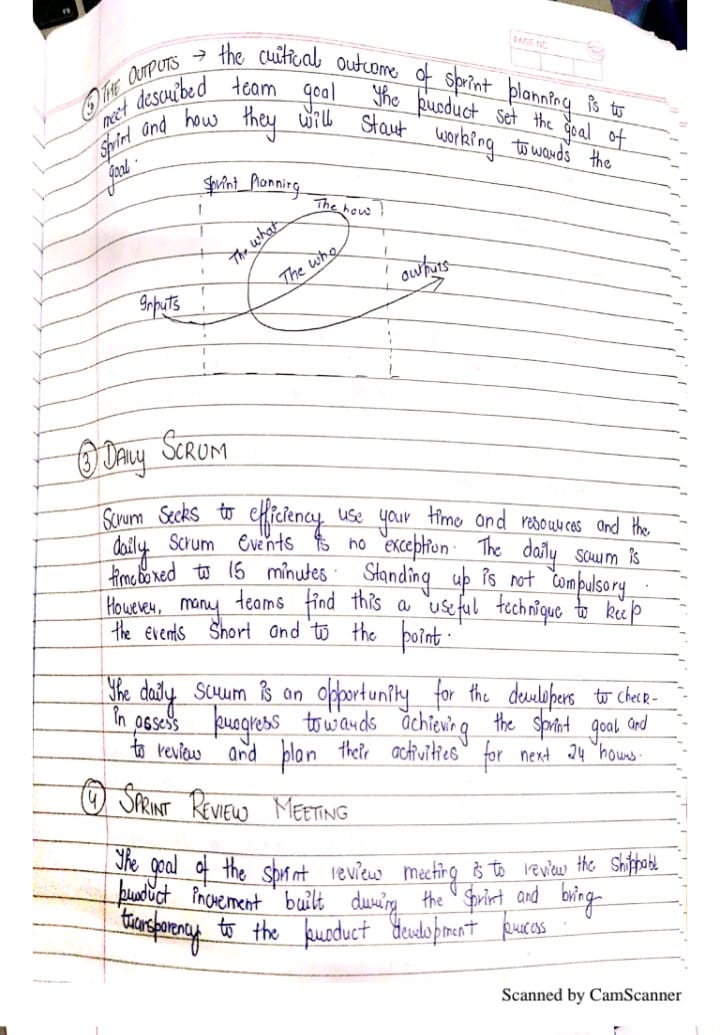 PAGE NO.
⑤ THE OUTPUTS → the critical outcome of sprint planning is to
meet described team goal The product set the goal of
Sprint and how they will start working towards the
goal.
Sprint Planning
The how
The what
The who
outputs
Inputs
③ DAILY SCRUM
Scrum Seeks to efficiency use your time and resources and the
daily Scrum Events is no exception. The daily scrum is
timeboxed to 15 minutes. Standing up is not Compulsory.
However, many teams find this a useful technique to keep
the events Short and to the point.
The daily scrum is an opportunity for the developers to check-
in assess progress towards achieving the sprint goal and
to review and plan their activities for next 24 hours.
④ SPRINT REVIEW MEETING
The goal of the sprint review meeting is to review the Shippable
product increment built during the sprint and bring
transparency to the product development process.
Scanned by CamScanner